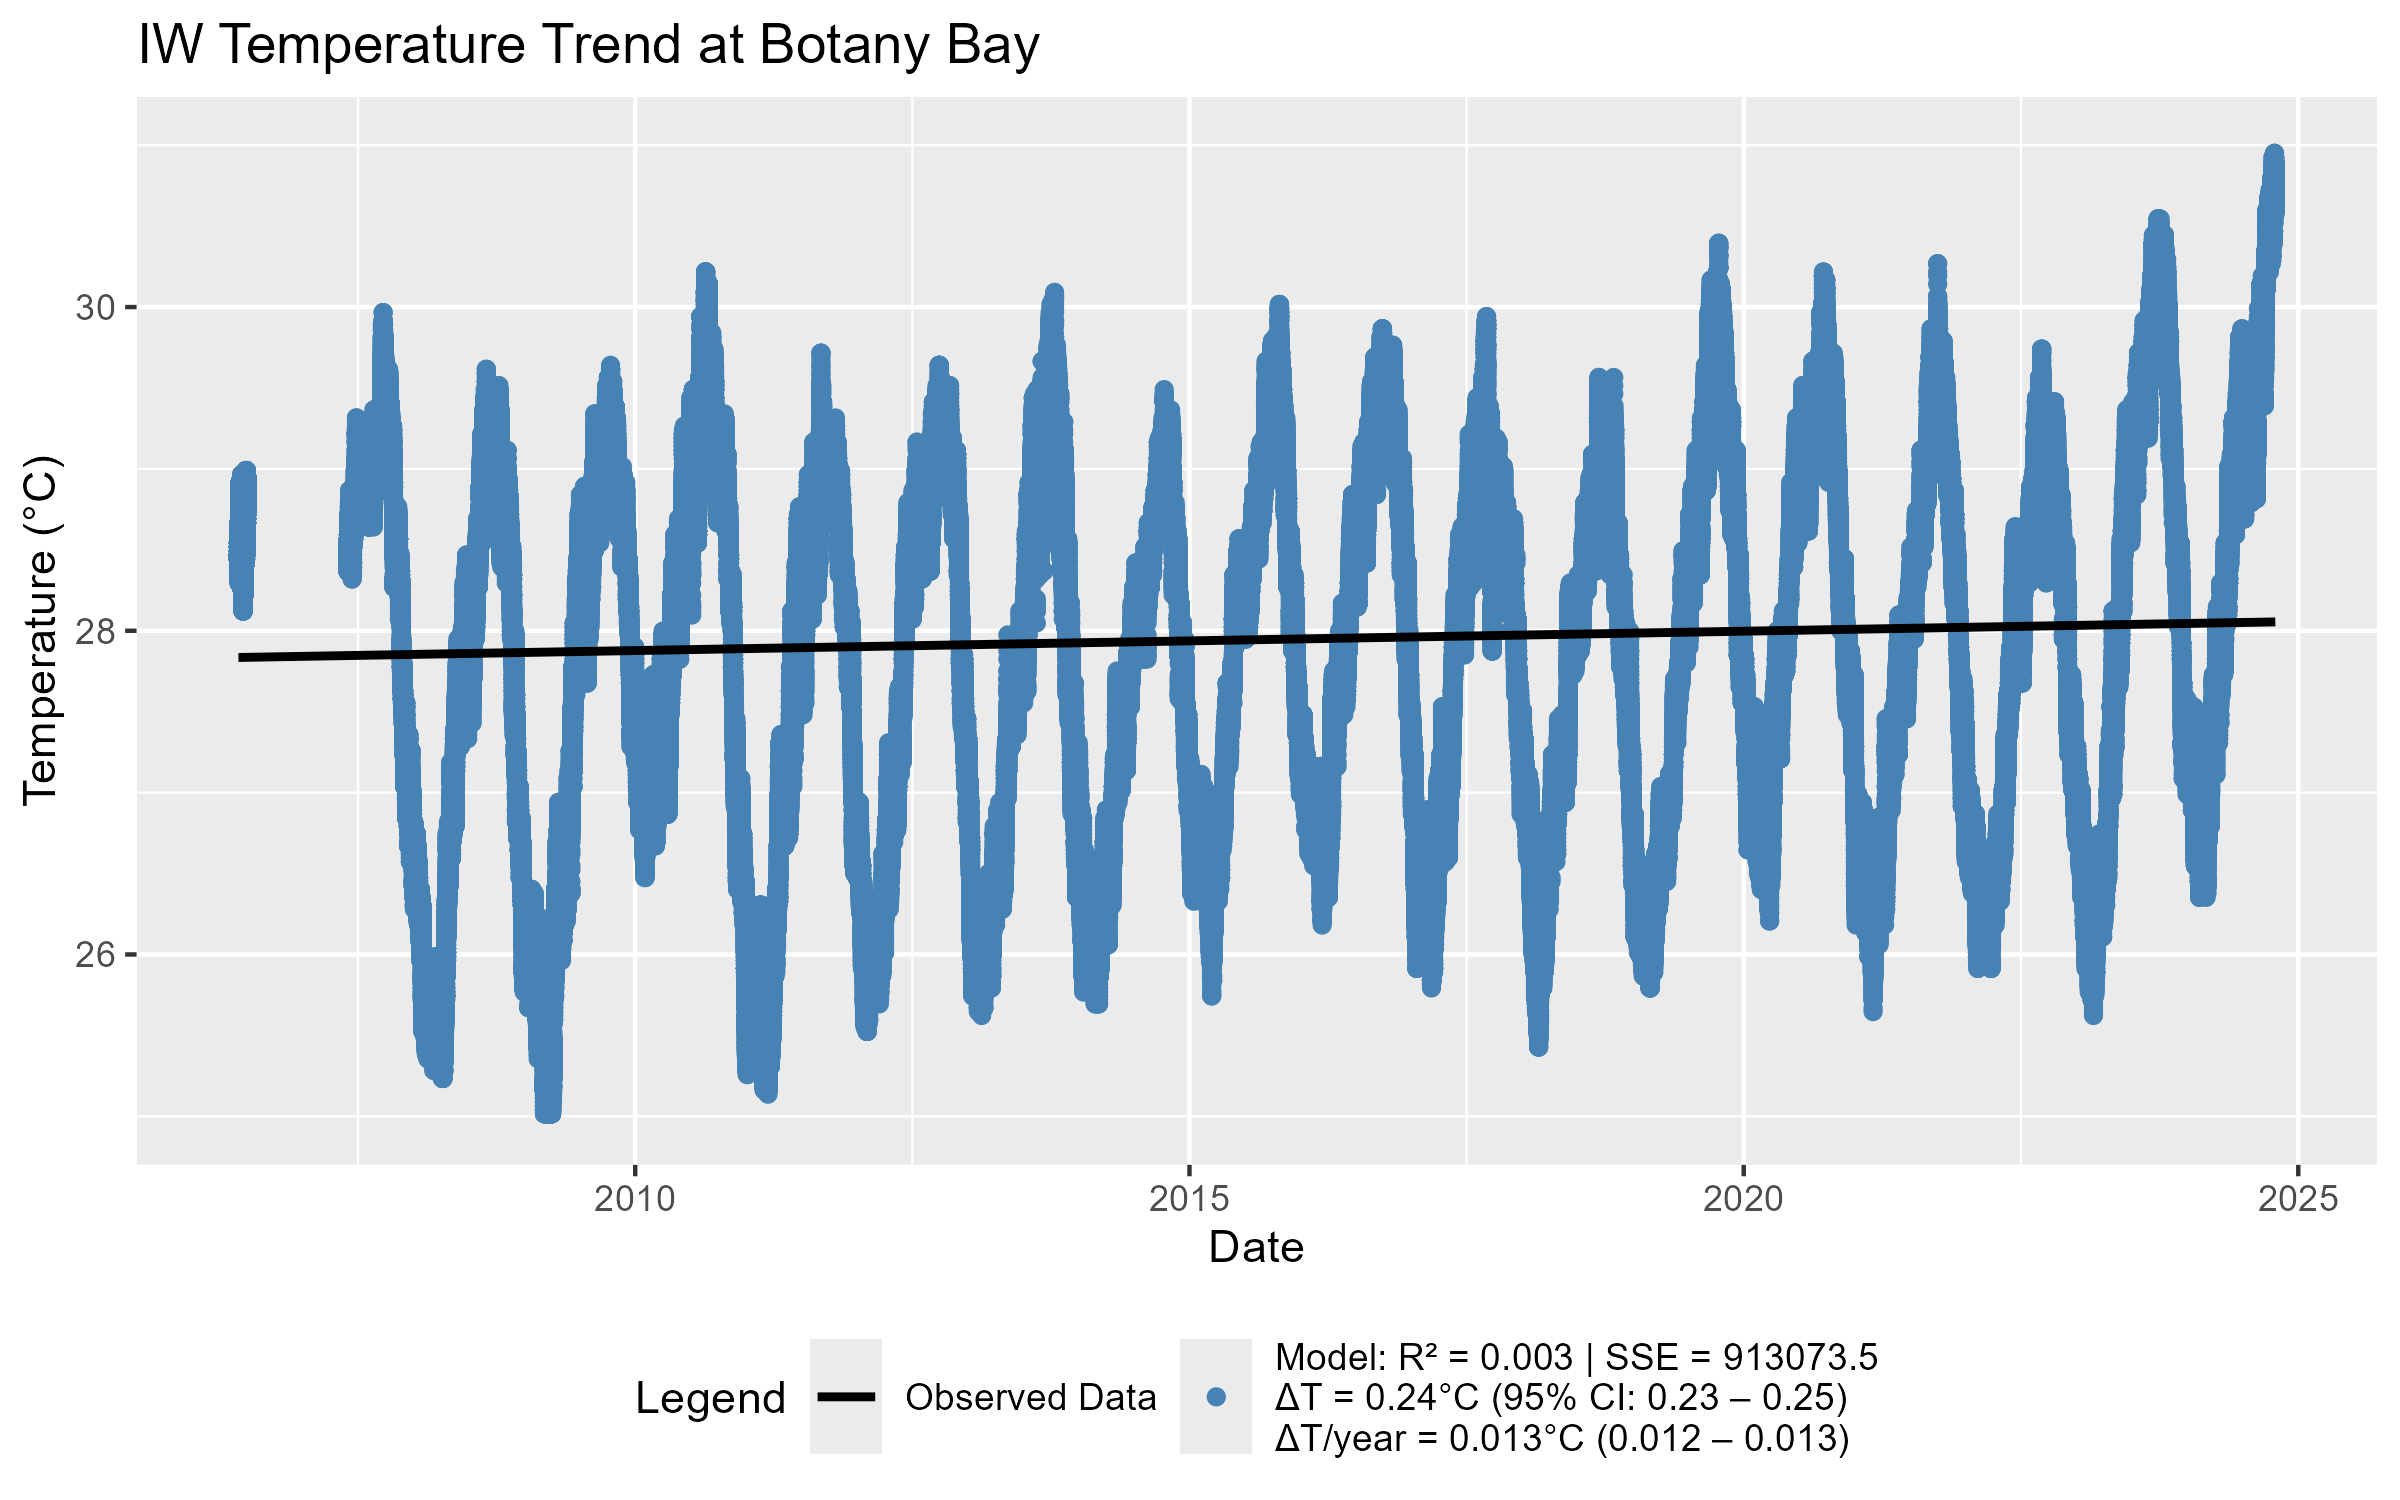 IW Temperature Trend at Botany Bay
Temperature (°C)
30
28
26
2010 2015 2020 2025
Date
Legend
Observed Data
Model: R² = 0.003 | SSE = 913073.5
ΔT = 0.24°C (95% CI: 0.23 – 0.25)
ΔT/year = 0.013°C (0.012 – 0.013)